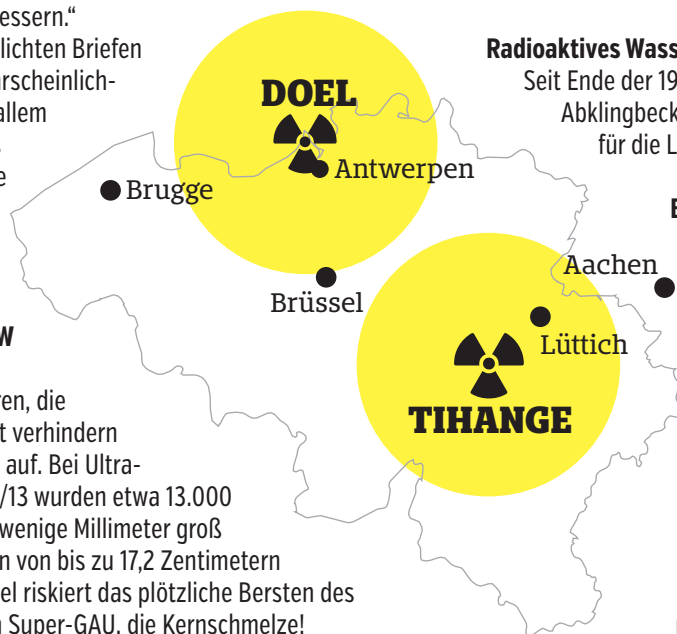 essern.“
lichten Briefen
rscheinlich-
allem
e
W
ren, die
t verhindern
auf. Bei Ultra-
/13 wurden etwa 13.000
wenige Millimeter groß
n von bis zu 17,2 Zentimetern
el riskiert das plötzliche Bersten des
Super-GAU, die Kernschmelze!
DOEL
Antwerpen
Brugge
Brüssel
Aachen
Lüttich
TIHANGE
Radioaktives Wass
Seit Ende der 19
Abklingbeck
für die L